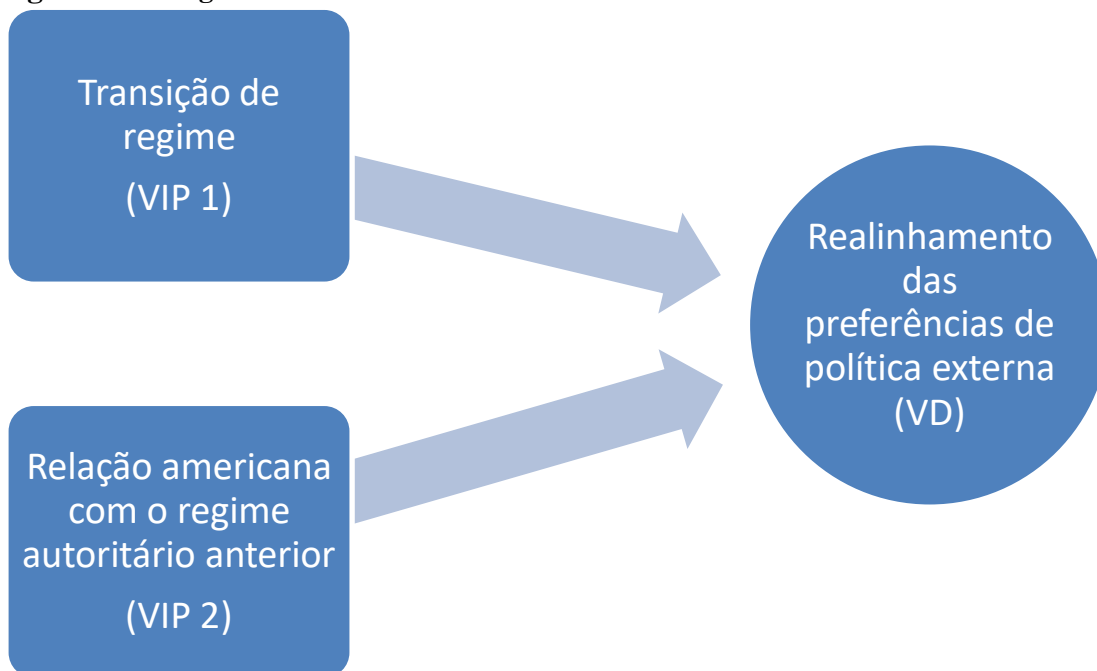 Transição de
regime
(VIP 1)
Realinhamento
das
preferências de
política externa
(VD)
Relação americana
com o regime
autoritário anterior
(VIP 2)